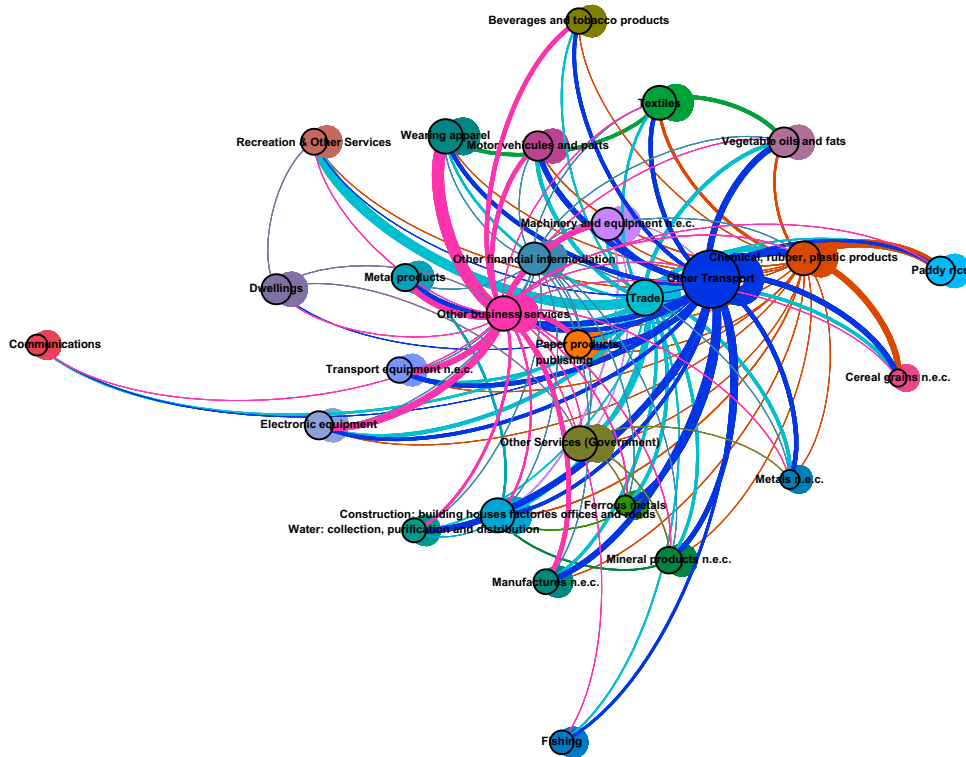 Beverages and tobacco products
Textiles
Wearing apparel
Recreation & Other Services
Motor vehicules and parts
Vegetable oils and fats
Machinery and equipment n.e.c.
Other financial intermediation
Chemical, rubber, plastic products
Paddy rice
Metal products
Other Transport
Dwellings
Trade
Other business services
Communications
Paper products,
publishing
Transport equipment n.e.c.
Cereal grains n.e.c.
Electronic equipment
Other Services (Government)
Metals n.e.c.
Ferrous metals
Construction: building houses factories offices and roads
Water: collection, purification and distribution
Mineral products n.e.c.
Manufactures n.e.c.
Fishing